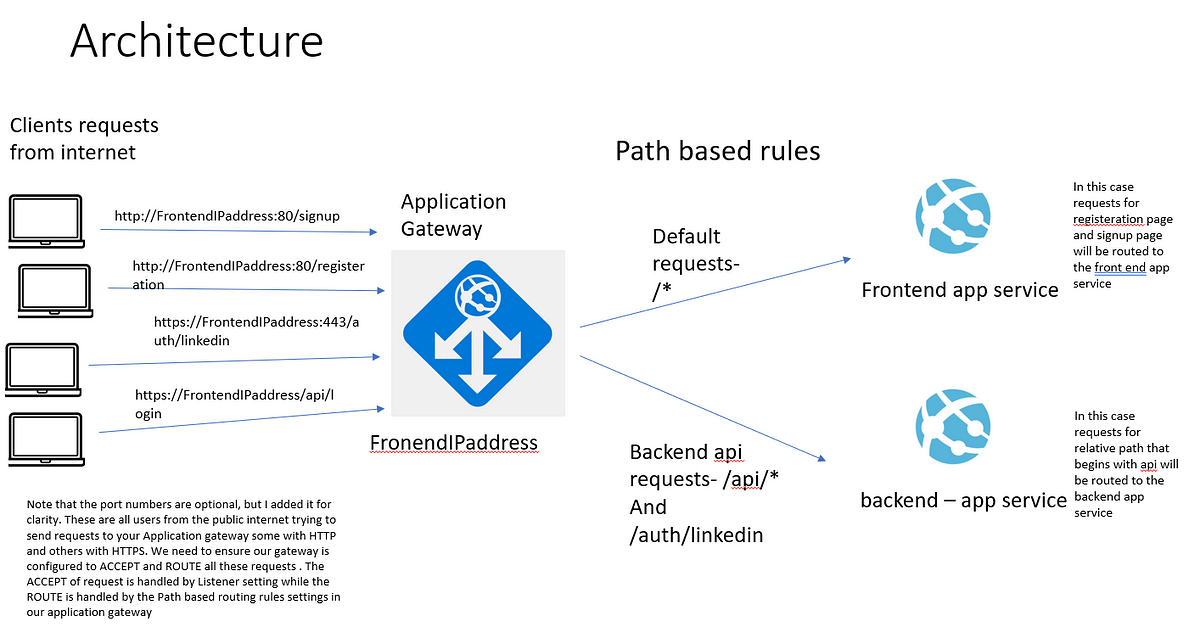 Architecture
Clients requests
from internet
http://FrontendIPaddress:80/signup
http://FrontendIPaddress:80/register
ation
https://FrontendIPaddress:443/a
uth/linkedin
https://FrontendIPaddress/api/l
ogin
Note that the port numbers are optional, but I added it for
clarity. These are all users from the public internet trying to
send requests to your Application gateway some with HTTP
and others with HTTPS. We need to ensure our gateway is
configured to ACCEPT and ROUTE all these requests . The
ACCEPT of request is handled by Listener setting while the
ROUTE is handled by the Path based routing rules settings in
our application gateway
Application
Gateway
FronendIPaddress
Path based rules
Default
requests-
/*
Backend api
requests- /api/*
And
/auth/linkedin
Frontend app service
In this case
requests for
registeration page
and signup page
will be routed to
the front end app
service
backend – app service
In this case
requests for
relative path that
begins with api will
be routed to the
backend app
service